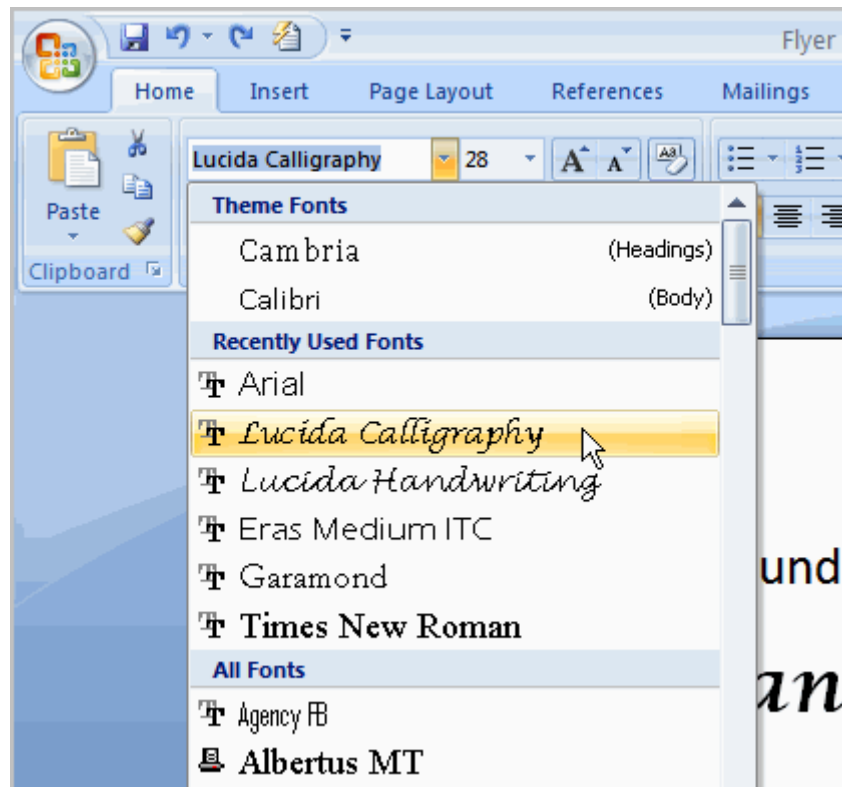 Flyer
Home Insert Page Layout References Mailings
Lucida Calligraphy 28 A A Aa
Paste
Clipboard
Theme Fonts
Cambria (Headings)
Calibri (Body)
Recently Used Fonts
Arial
Lucida Calligraphy
Lucida Handwriting
Eras Medium ITC
Garamond
Times New Roman
All Fonts
Agency FB
Albertus MT
und
an